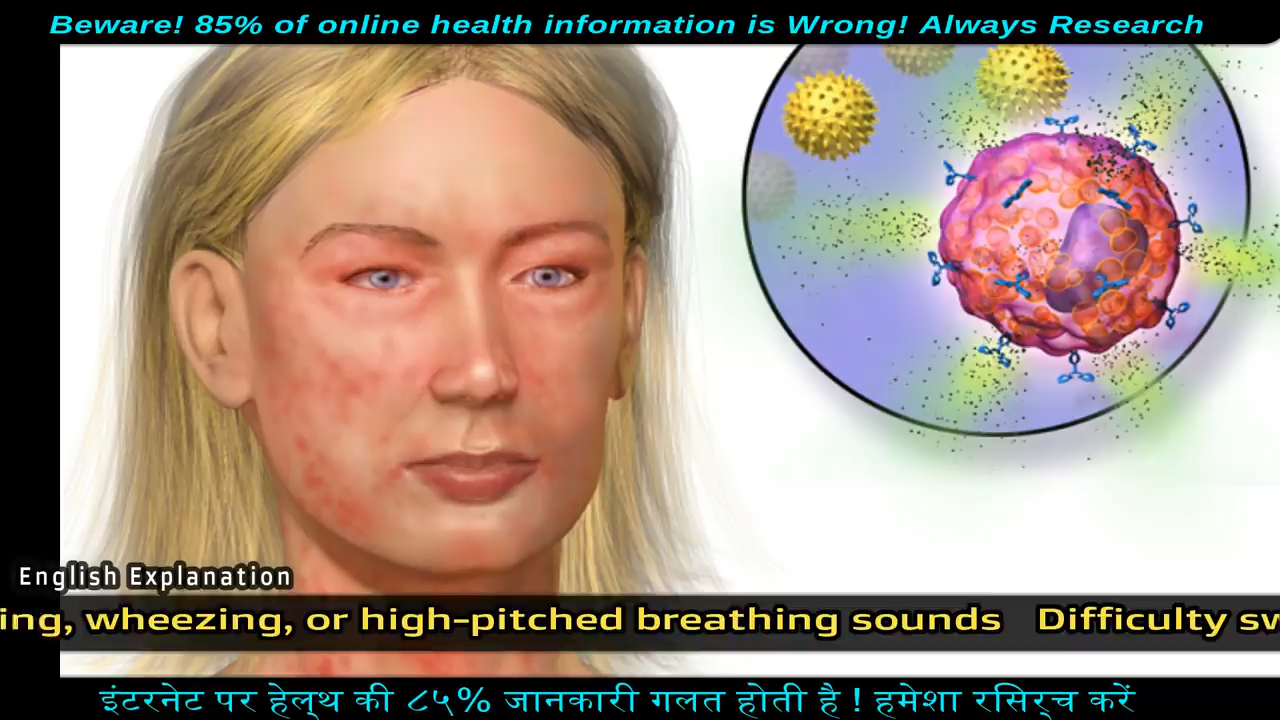 Beware! 85% of online health information is Wrong! Always Research
English Explanation
ing, wheezing, or high-pitched breathing sounds Difficulty sw
इंटरनेट पर हेल्थ की ८५% जानकारी गलत होती है ! हमेशा रिसर्च करें